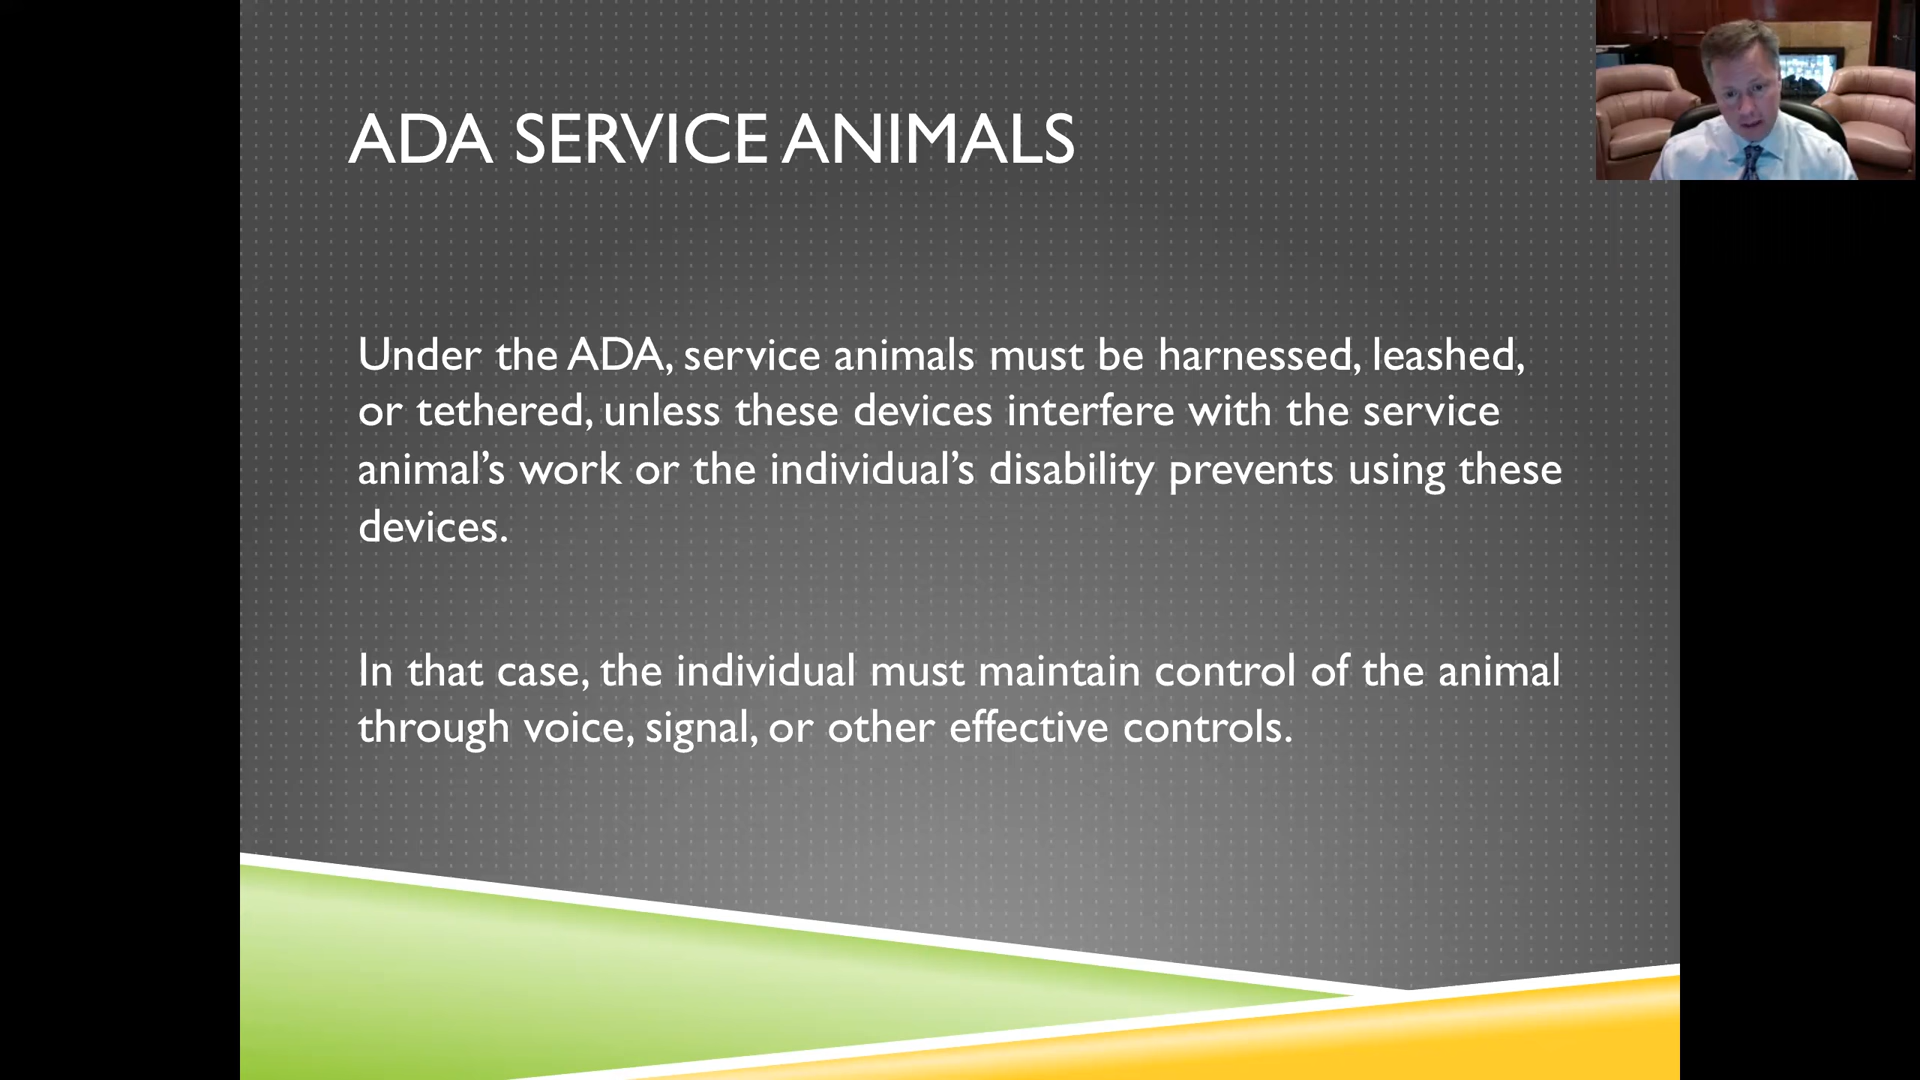 ADA SERVICE ANIMALS
Under the ADA, service animals must be harnessed, leashed,
or tethered, unless these devices interfere with the service
animal’s work or the individual’s disability prevents using these
devices.
In that case, the individual must maintain control of the animal
through voice, signal, or other effective controls.